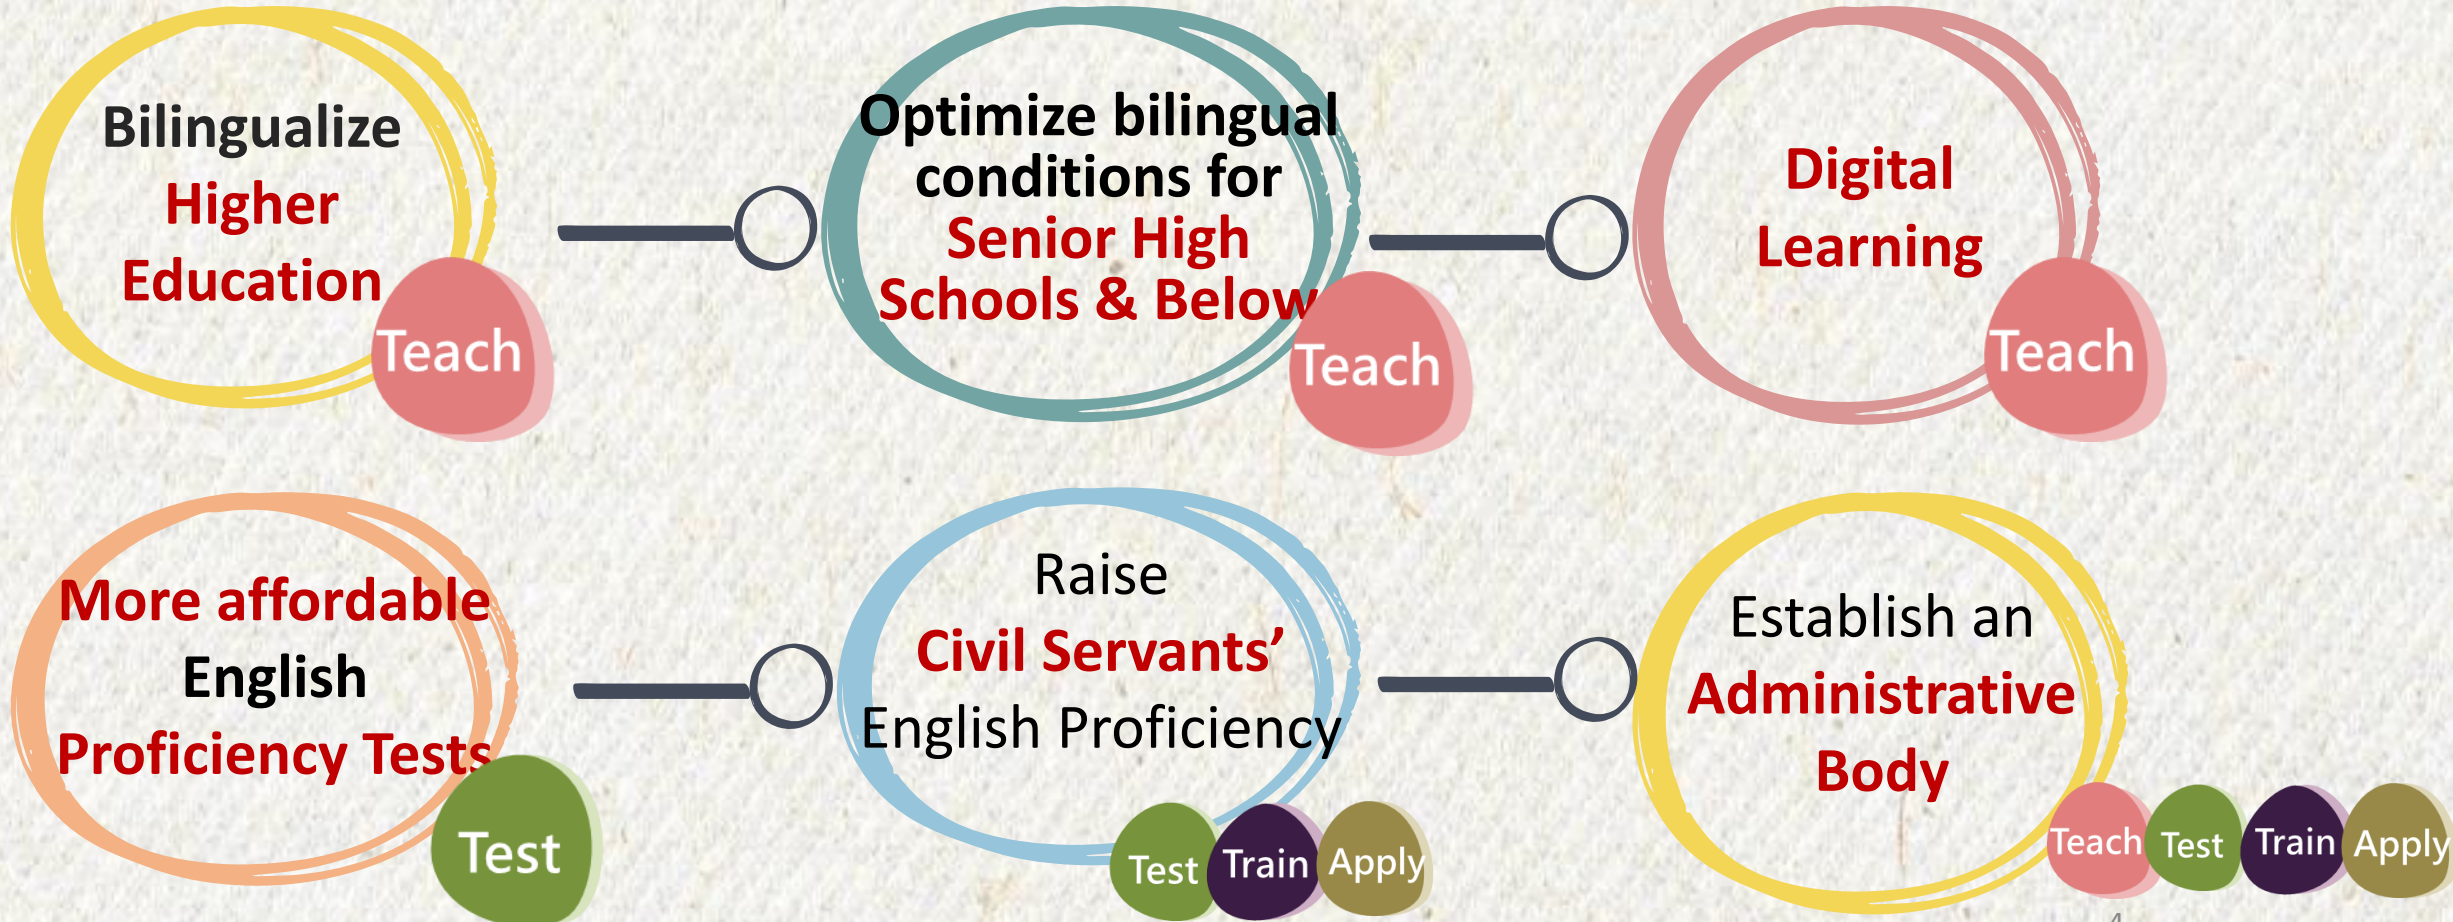 Bilingualize
Higher
Education
Teach
Optimize bilingual
conditions for
Senior High
Schools & Below
Teach
Digital
Learning
Teach
More affordable
English
Proficiency Tests
Test
Raise
Civil Servants’
English Proficiency
Test Train Apply
Establish an
Administrative
Body
Teach Test Train Apply
4